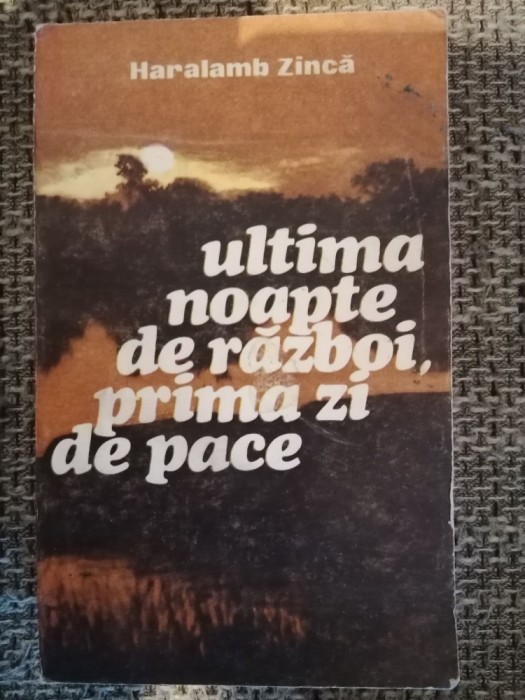 Haralamb Zincă
ultima
noapte
de război,
prima zi
de pace